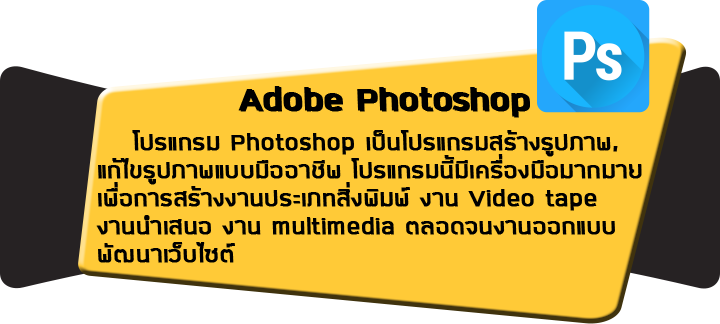 Ps
Adobe Photoshop
โปรแกรม Photoshop เป็นโปรแกรมสร้างรูปภาพ,
แก้ไขรูปภาพแบบมืออาชีพ โปรแกรมนี้มีเครื่องมือมากมาย
เพื่อการสร้างงานประเภทสิ่งพิมพ์ งาน Video tape
งานนำเสนอ งาน multimedia ตลอดจนงานออกแบบ
พัฒนาเว็บไซต์